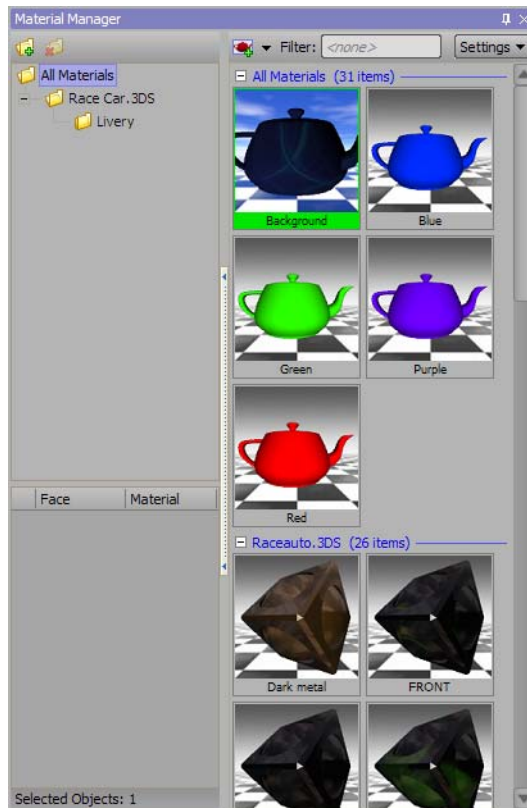 Material Manager
Filter: <none> Settings
All Materials
Race Car.3DS
Livery
All Materials (31 items)
Background Blue
Green Purple
Red
Face Material
Raceauto.3DS (26 items)
Dark metal FRONT
Selected Objects: 1